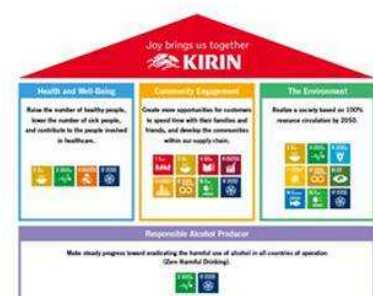 Joy brings us together
KIRIN
Health and Well-Being
Raise the number of healthy people,
lower the number of sick people,
and contribute to the people involved
in healthcare.
Community Engagement
Create more opportunities for customers
to spend time with their families and
friends, and develop the communities
within our supply chain.
The Environment
Realize a society based on 100%
resource circulation by 2050.
Responsible Alcohol Producer
Make steady progress toward eradicating the harmful use of alcohol in all countries of operation
(Zero Harmful Drinking).